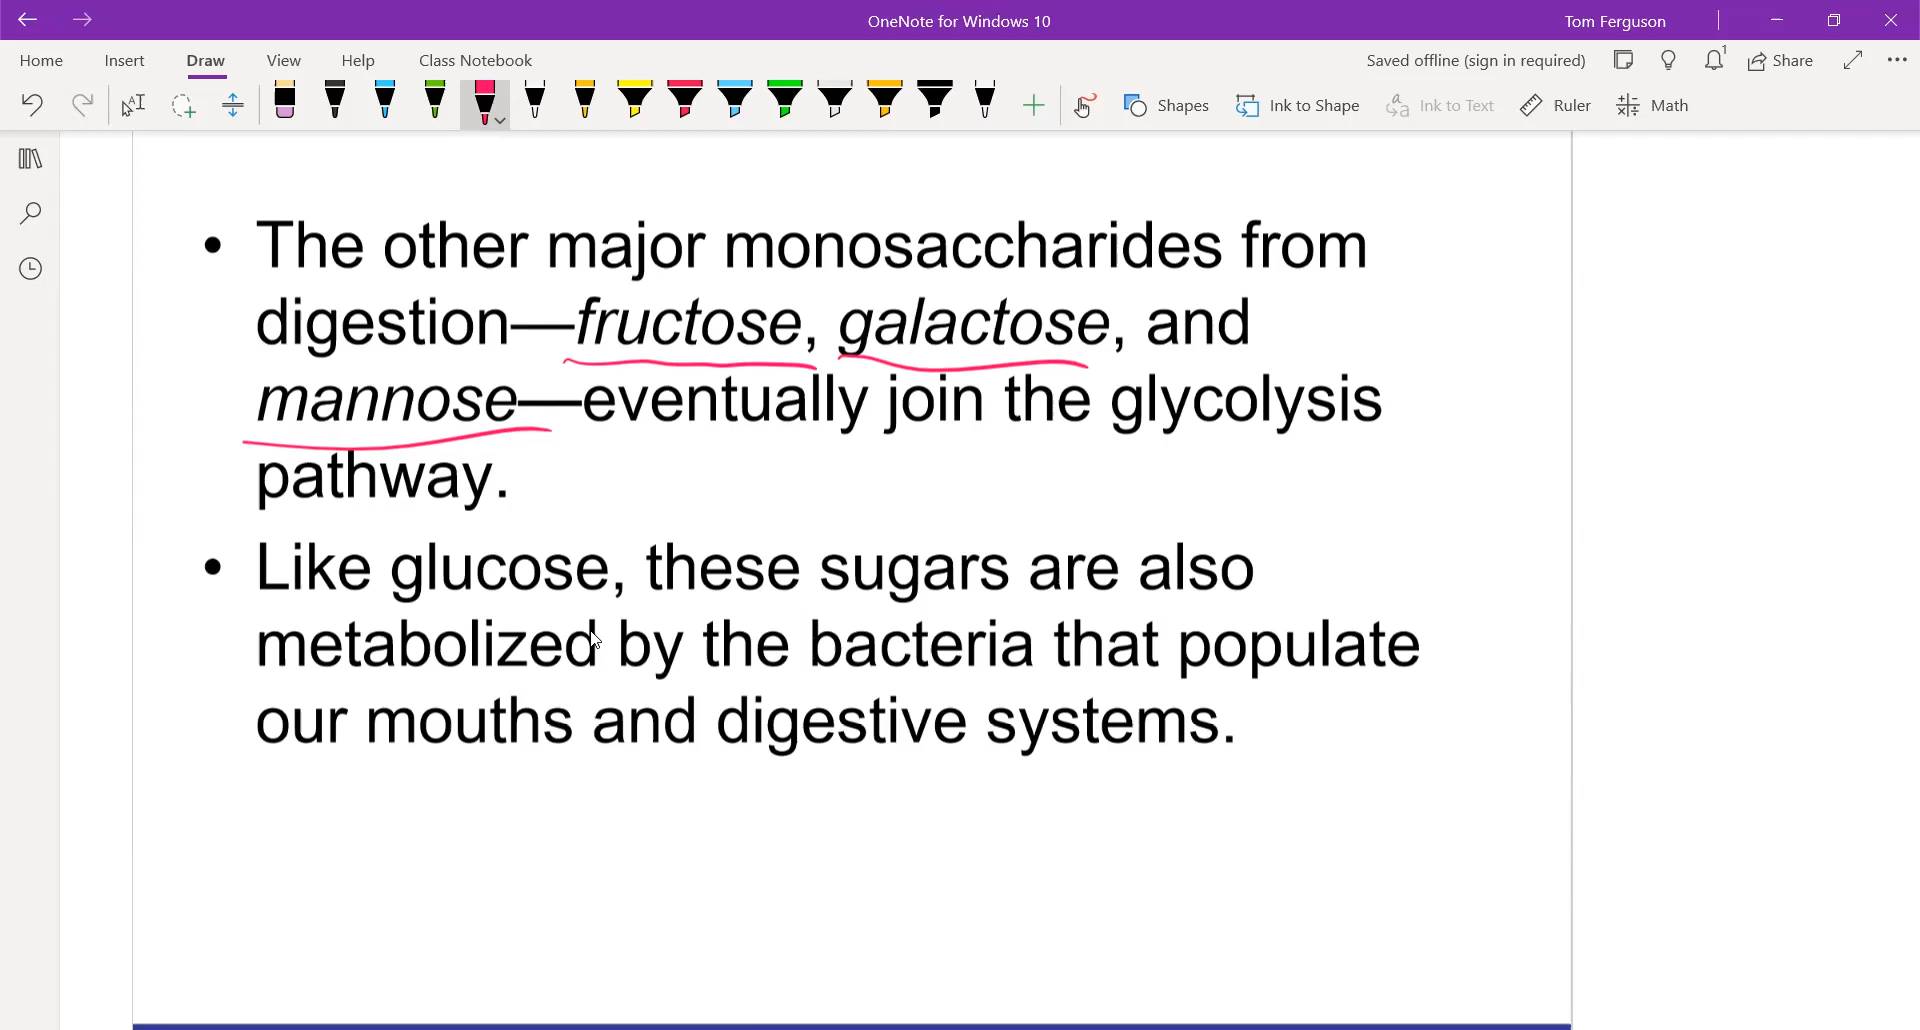 OneNote for Windows 10
Tom Ferguson
Home Insert Draw View Help Class Notebook
Saved offline (sign in required)
1
Share
Shapes Ink to Shape Ink to Text Ruler Math
• The other major monosaccharides from
digestion—fructose, galactose, and
mannose—eventually join the glycolysis
pathway.
• Like glucose, these sugars are also
metabolized by the bacteria that populate
our mouths and digestive systems.